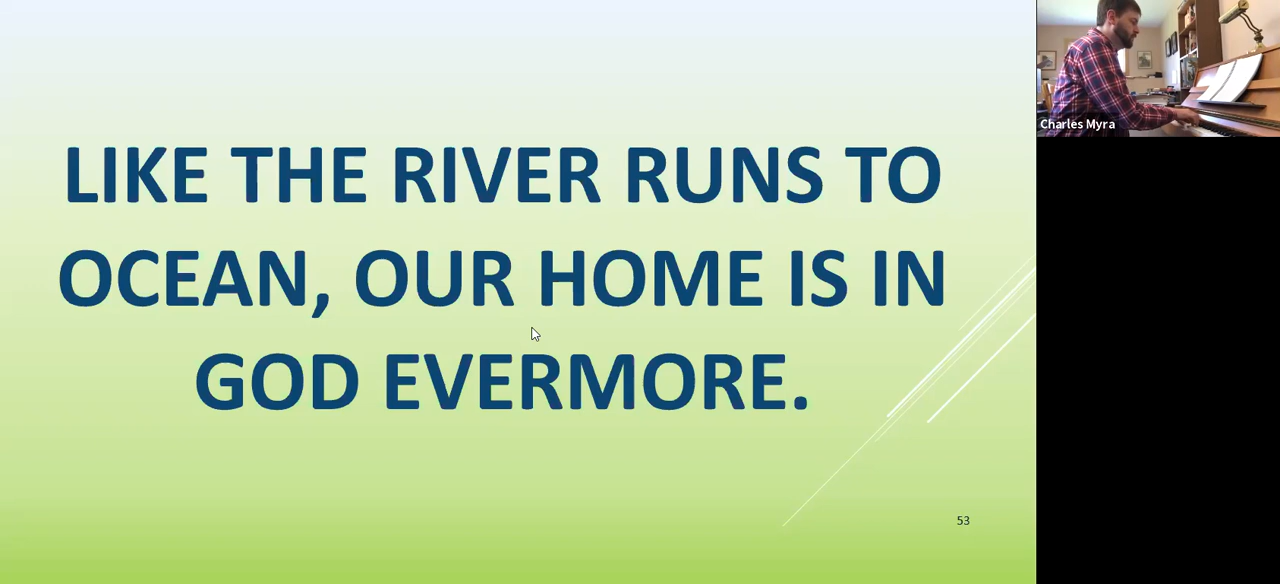 LIKE THE RIVER RUNS TO
OCEAN, OUR HOME IS IN
GOD EVERMORE.
53
Charles Myra